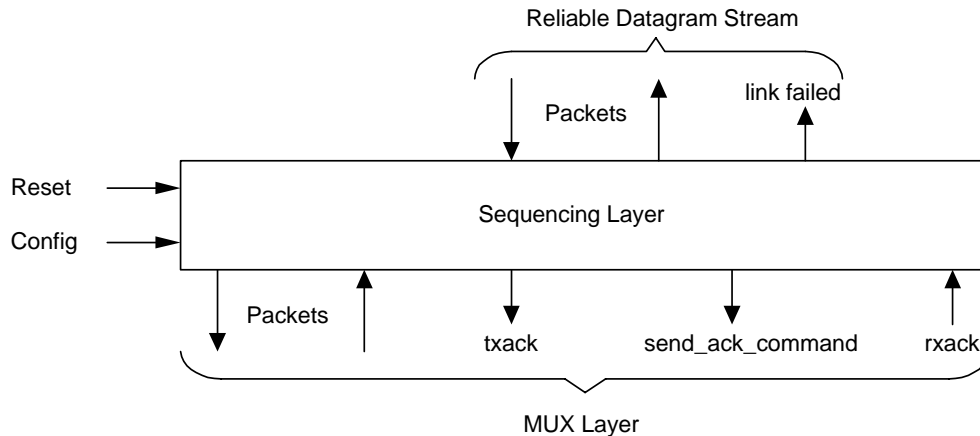 Reliable Datagram Stream
Packets
link failed
Reset
Sequencing Layer
Config
Packets
txack
send_ack_command
rxack
MUX Layer